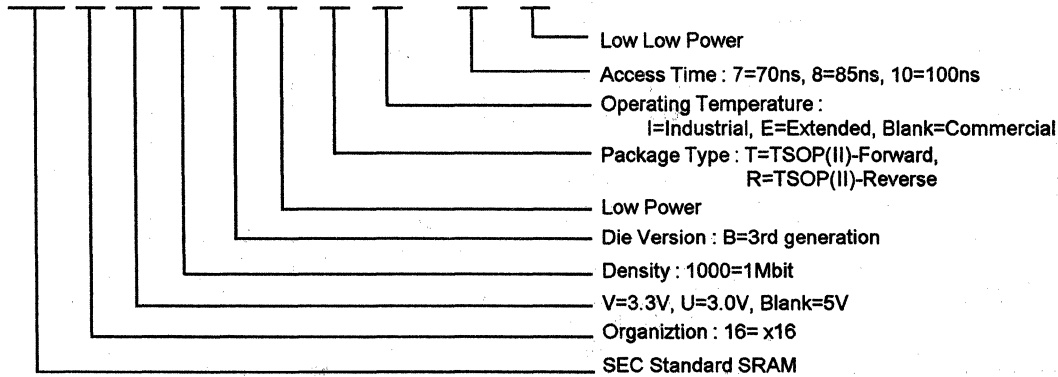 Low Low Power
Access Time : 7=70ns, 8=85ns, 10=100ns
Operating Temperature :
I=Industrial, E=Extended, Blank=Commercial
Package Type : T=TSOP(II)-Forward,
R=TSOP(II)-Reverse
Low Power
Die Version : B=3rd generation
Density : 1000=1Mbit
V=3.3V, U=3.0V, Blank=5V
Organiztion : 16= x16
SEC Standard SRAM